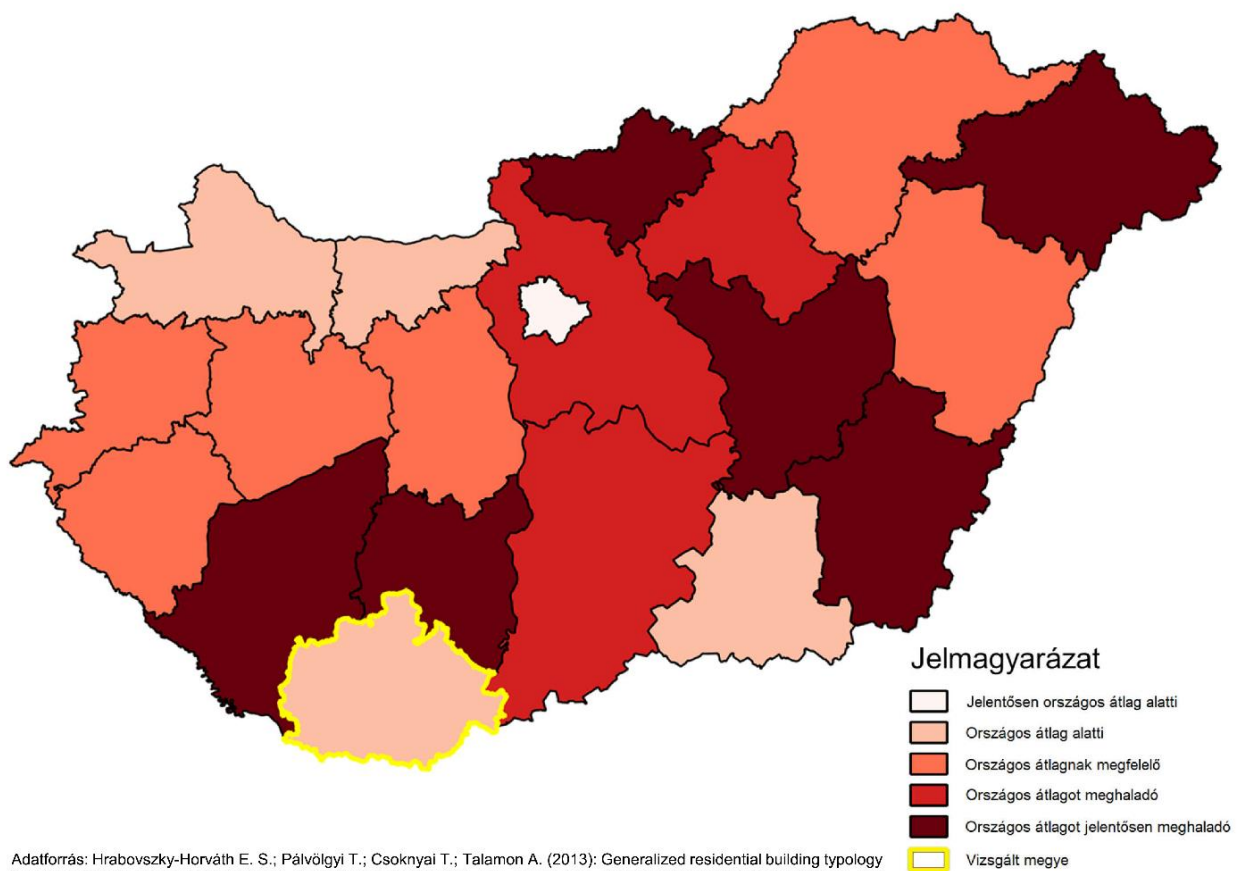 Jelmagyarázat
Jelentősen országos átlag alatti
Országos átlag alatti
Országos átlagnak megfelelő
Országos átlagot meghaladó
Országos átlagot jelentősen meghaladó
Vizsgált megye
Adatforrás: Hrabovszky-Horváth E. S.; Pálvölgyi T.; Csoknyai T.; Talamon A. (2013): Generalized residential building typology